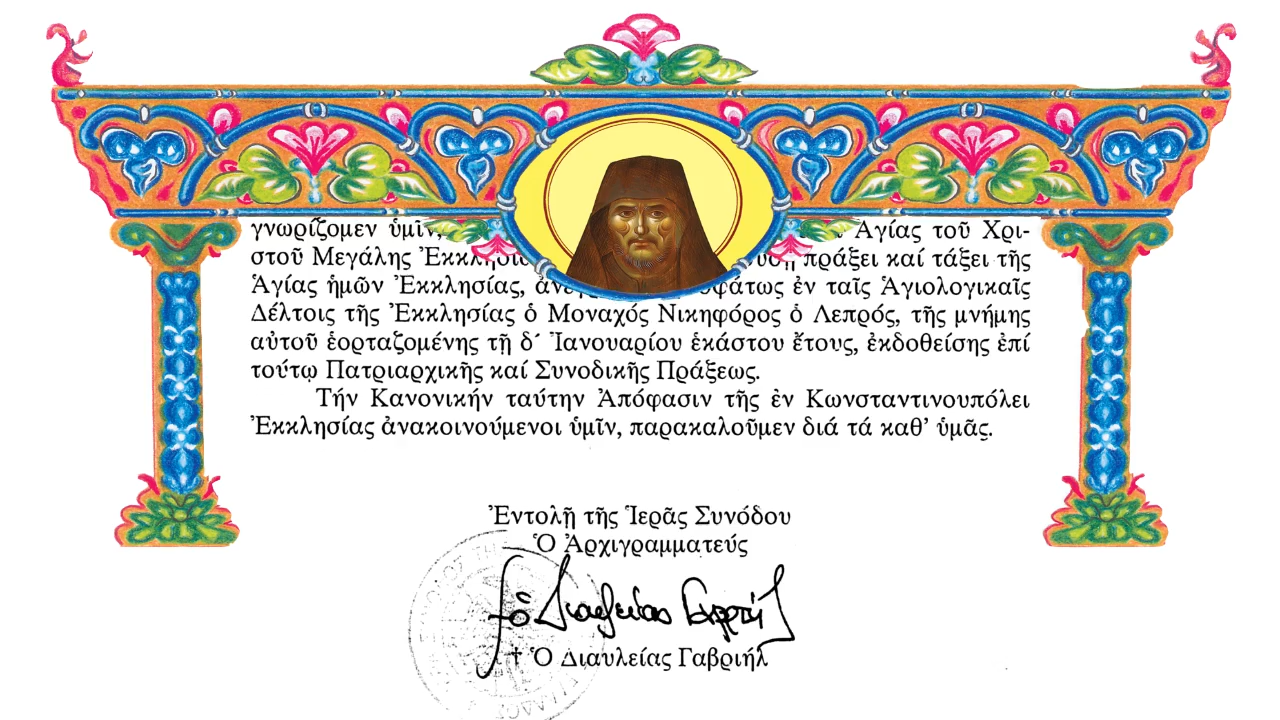 γνωρίζομεν ὑμῖν, Ἁγίας τοῦ Χρι-
στοῦ Μεγάλης πράξει καί τάξει τῆς
Ἁγίας ἡμῶν Ἐκκλησίας, ἐν ταῖς Ἁγιολογικαῖς
Δέλτοις τῆς Ἐκκλησίας ὁ Μοναχός Νικηφόρος ὁ Λεπρός, τῆς μνήμης
αὐτοῦ ἑορταζομένης τῇ δ΄ Ἰανουαρίου ἑκάστου ἔτους, ἐκδοθείσης ἐπί
τούτῳ Πατριαρχικῆς καί Συνοδικῆς Πράξεως.
Τήν Κανονικήν ταύτην Ἀπόφασιν τῆς ἐν Κωνσταντινουπόλει
Ἐκκλησίας ἀνακοινούμενοι ὑμῖν, παρακαλοῦμεν διά τά καθ’ ὑμᾶς.
Ἐντολῇ τῆς Ἱερᾶς Συνόδου
Ὁ Ἀρχιγραμματεύς
† Ὁ Διαυλείας Γαβριήλ